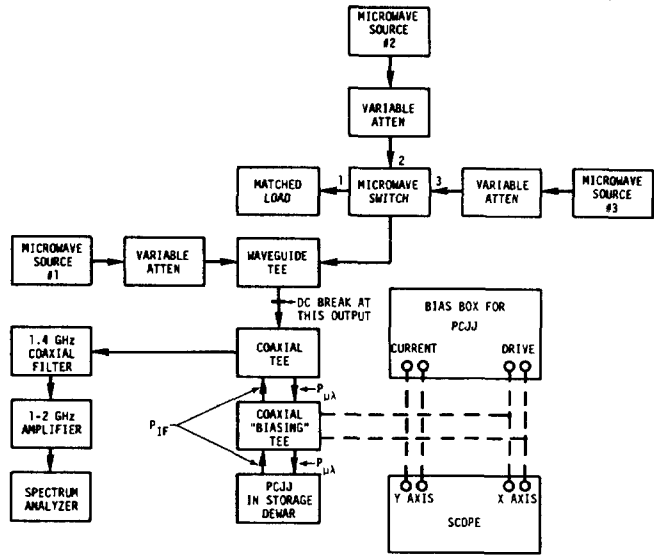 MICROWAVE
SOURCE
#2
VARIABLE
ATTEN
2
MATCHED
LOAD
1
MICROWAVE
SWITCH
3
VARIABLE
ATTEN
MICROWAVE
SOURCE
#3
MICROWAVE
SOURCE
#1
VARIABLE
ATTEN
WAVEGUIDE
TEE
DC BREAK AT
THIS OUTPUT
1.4 GHz
COAXIAL
FILTER
COAXIAL
TEE
BIAS BOX FOR
PCJJ
CURRENT
DRIVE
Pμλ
1-2 GHz
AMPLIFIER
PIF
COAXIAL
"BIASING"
TEE
Pμλ
SPECTRUM
ANALYZER
PCJJ
IN STORAGE
DEWAR
Y AXIS
X AXIS
SCOPE